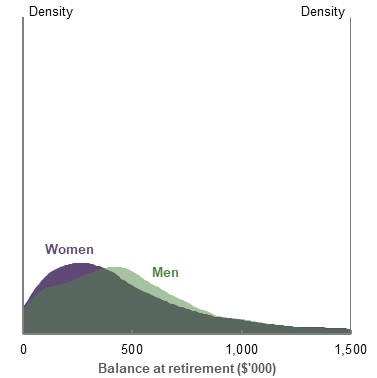 Density Density
Women
Men
0 500 1,000 1,500
Balance at retirement ($'000)